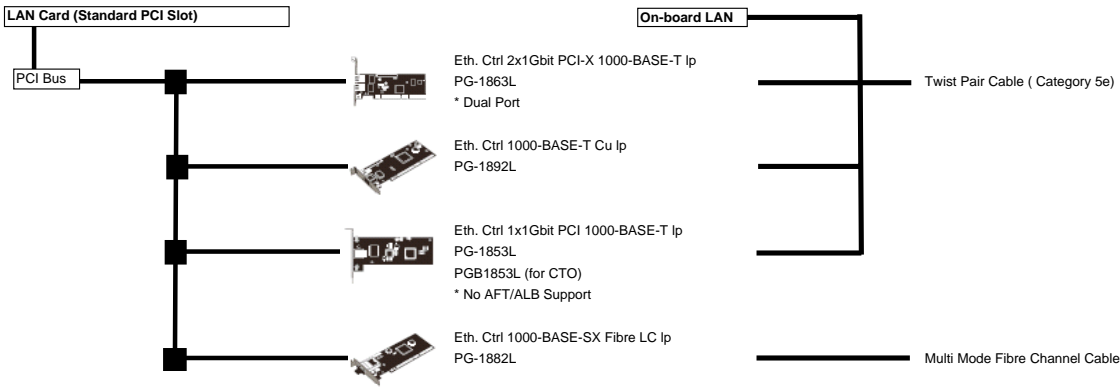 LAN Card (Standard PCI Slot)
On-board LAN
PCI Bus
Eth. Ctrl 2x1Gbit PCI-X 1000-BASE-T lp
PG-1863L
* Dual Port
Twist Pair Cable ( Category 5e)
Eth. Ctrl 1000-BASE-T Cu lp
PG-1892L
Eth. Ctrl 1x1Gbit PCI 1000-BASE-T lp
PG-1853L
PGB1853L (for CTO)
* No AFT/ALB Support
Eth. Ctrl 1000-BASE-SX Fibre LC lp
PG-1882L
Multi Mode Fibre Channel Cable